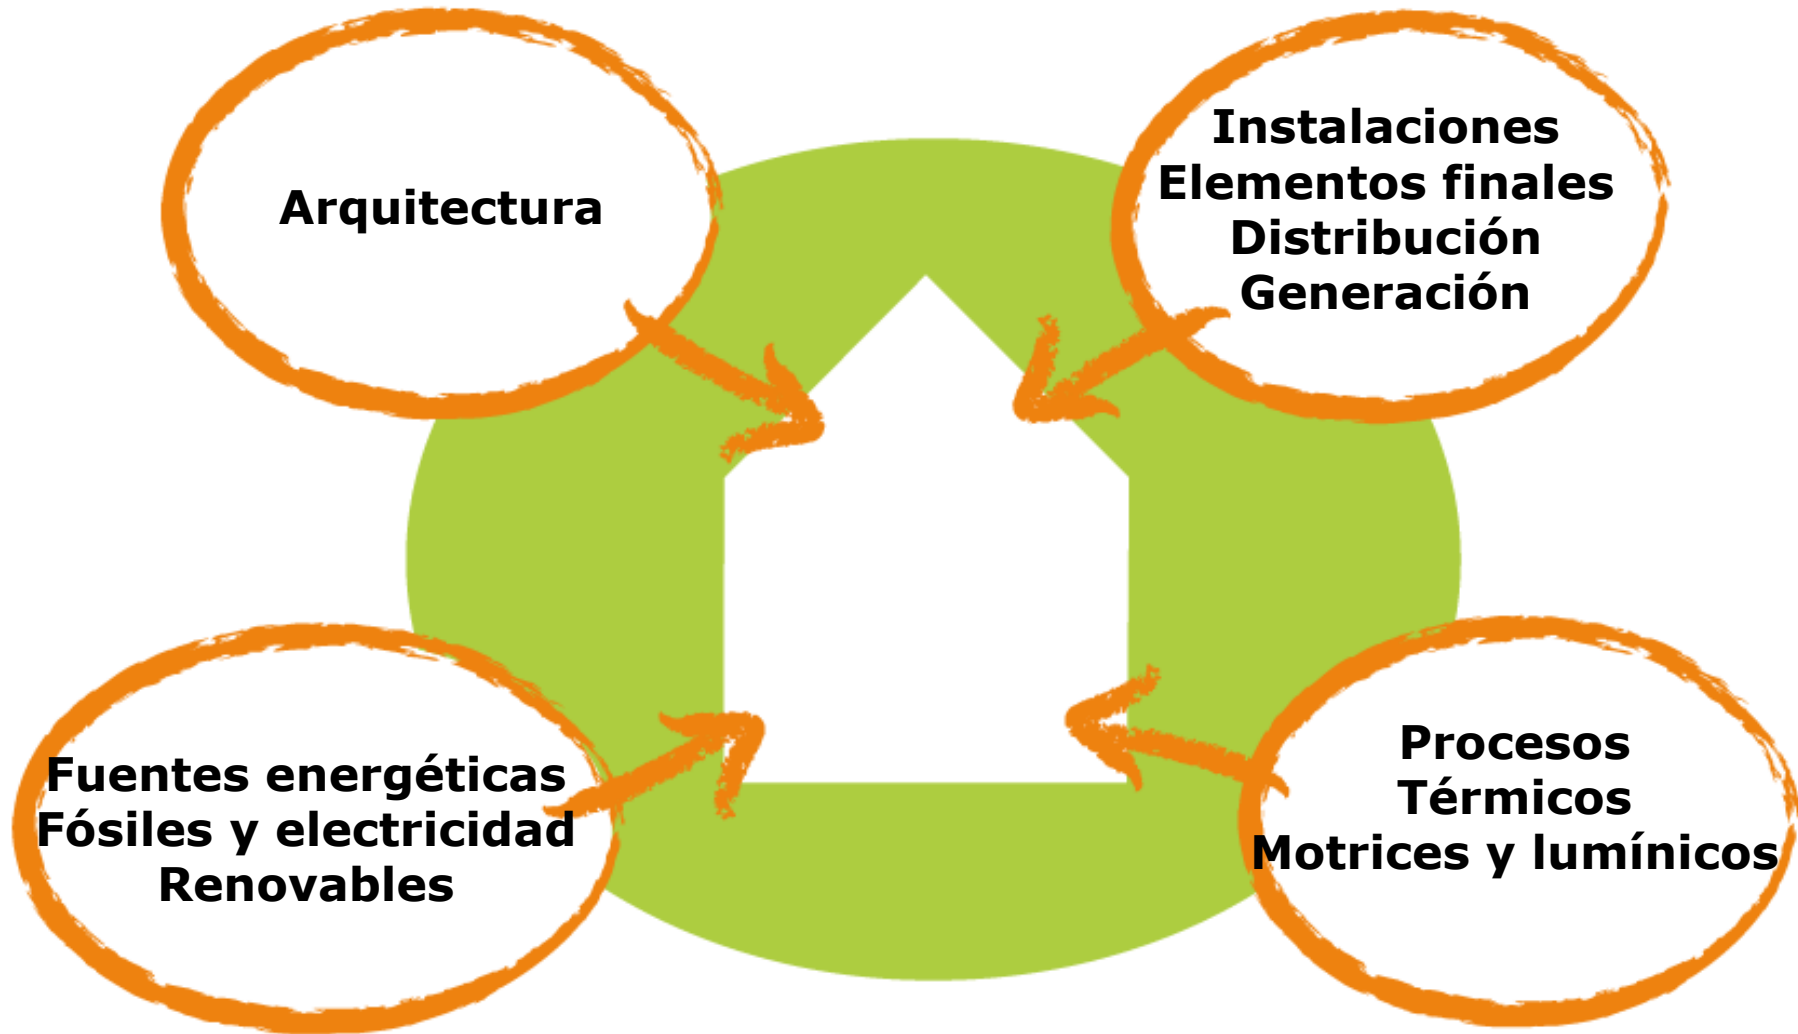 Arquitectura
Instalaciones
Elementos finales
Distribución
Generación
Fuentes energéticas
Fósiles y electricidad
Renovables
Procesos
Térmicos
Motrices y lumínicos